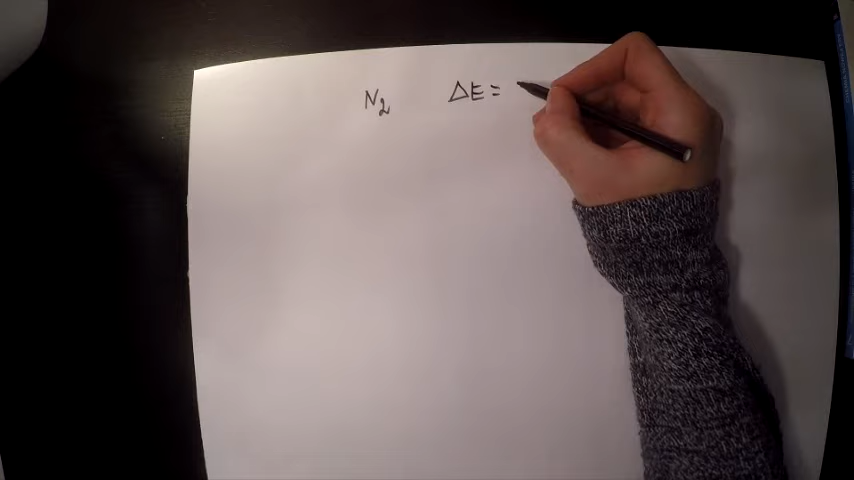 N₂ ΔE =